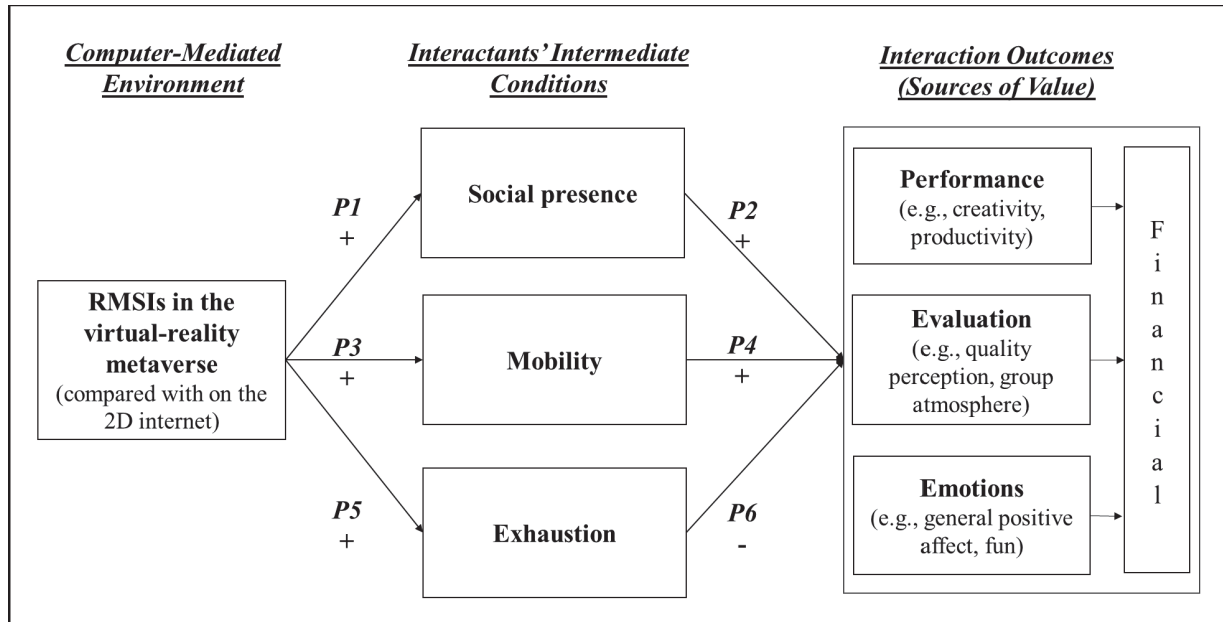 Computer-Mediated
Environment
Interactants' Intermediate
Conditions
Interaction Outcomes
(Sources of Value)
RMSIs in the
virtual-reality
metaverse
(compared with on the
2D internet)
P1
+
P3
+
P5
+
Social presence
Mobility
Exhaustion
P2
+
P4
+
P6
-
Performance
(e.g., creativity,
productivity)
Evaluation
(e.g., quality
perception, group
atmosphere)
Emotions
(e.g., general positive
affect, fun)
F
i
n
a
n
c
i
a
l